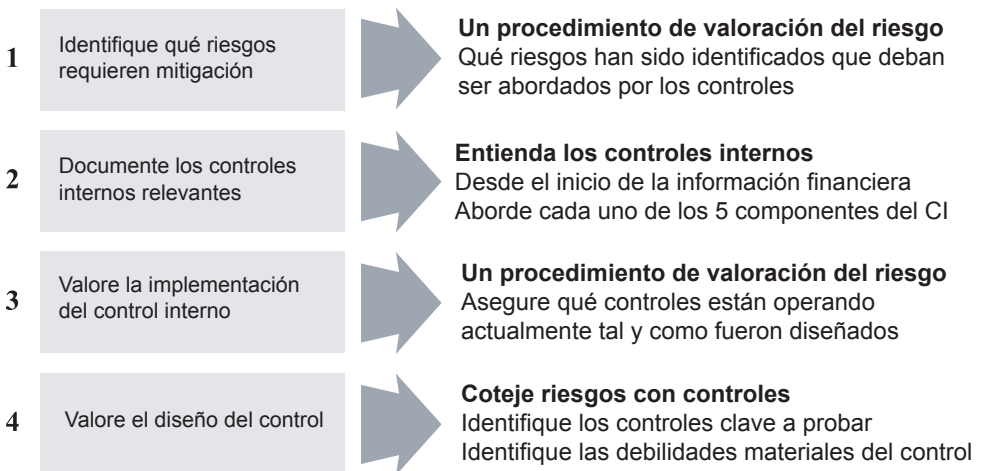 1
Identifique qué riesgos
requieren mitigación
Un procedimiento de valoración del riesgo
Qué riesgos han sido identificados que deban
ser abordados por los controles
2
Documente los controles
internos relevantes
Entienda los controles internos
Desde el inicio de la información financiera
Aborde cada uno de los 5 componentes del CI
3
Valore la implementación
del control interno
Un procedimiento de valoración del riesgo
Asegure qué controles están operando
actualmente tal y como fueron diseñados
4
Valore el diseño del control
Coteje riesgos con controles
Identifique los controles clave a probar
Identifique las debilidades materiales del control